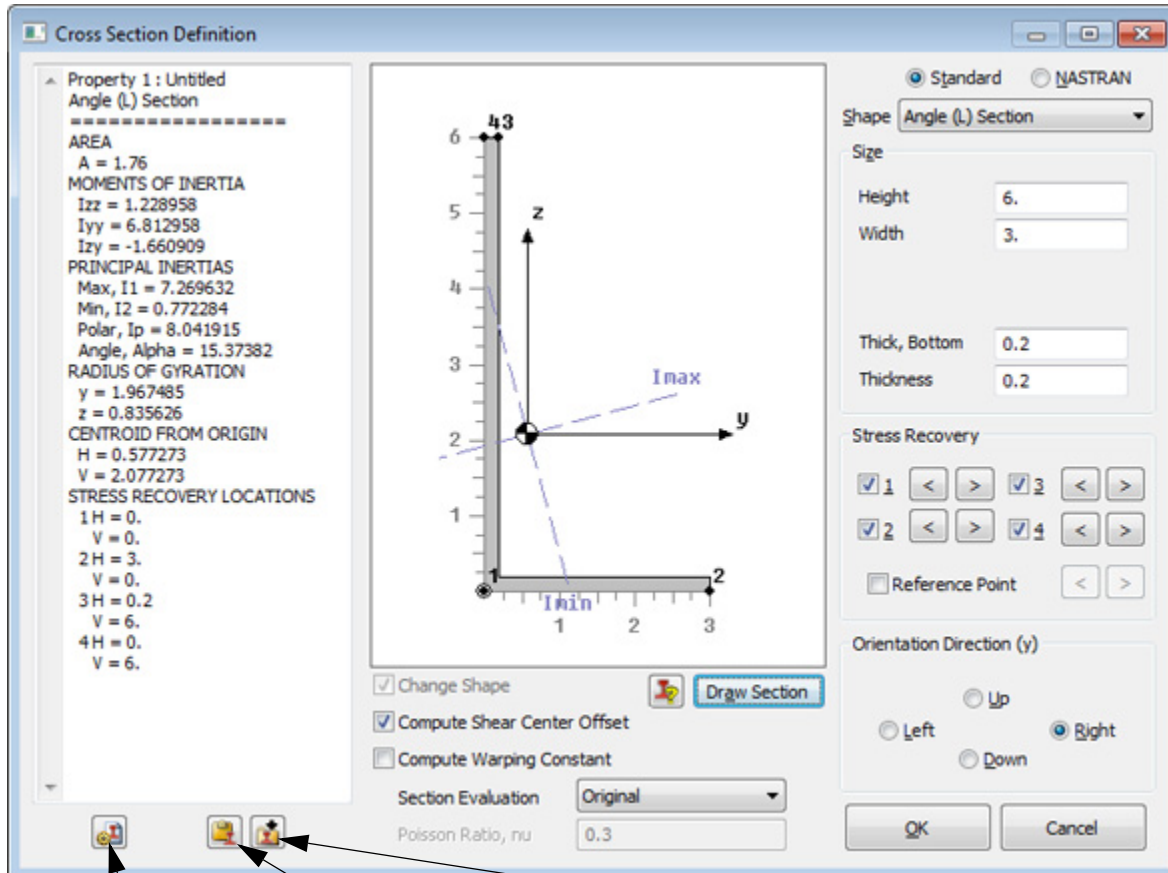 Cross Section Definition
Property 1 : Untitled
Angle (L) Section
=================
AREA
A = 1.76
MOMENTS OF INERTIA
Izz = 1.228958
Iyy = 6.812958
Izy = -1.660909
PRINCIPAL INERTIAS
Max, I1 = 7.269632
Min, I2 = 0.772284
Polar, Ip = 8.041915
Angle, Alpha = 15.37382
RADIUS OF GYRATION
y = 1.967485
z = 0.835626
CENTROID FROM ORIGIN
H = 0.577273
V = 2.077273
STRESS RECOVERY LOCATIONS
1 H = 0.
V = 0.
2 H = 3.
V = 0.
3 H = 0.2
V = 6.
4 H = 0.
V = 6.
43
6
5
z
4
3
Imax
y
2
1
1
2
Imin
1 2 3
Change Shape
Draw Section
Compute Shear Center Offset
Compute Warping Constant
Section Evaluation Original
Poisson Ratio, nu 0.3
Standard NASTRAN
Shape Angle (L) Section
Size
Height 6.
Width 3.
Thick, Bottom 0.2
Thickness 0.2
Stress Recovery
1 < > 3 < >
2 < > 4 < >
Reference Point < >
Orientation Direction (y)
Up
Left Right
Down
OK Cancel